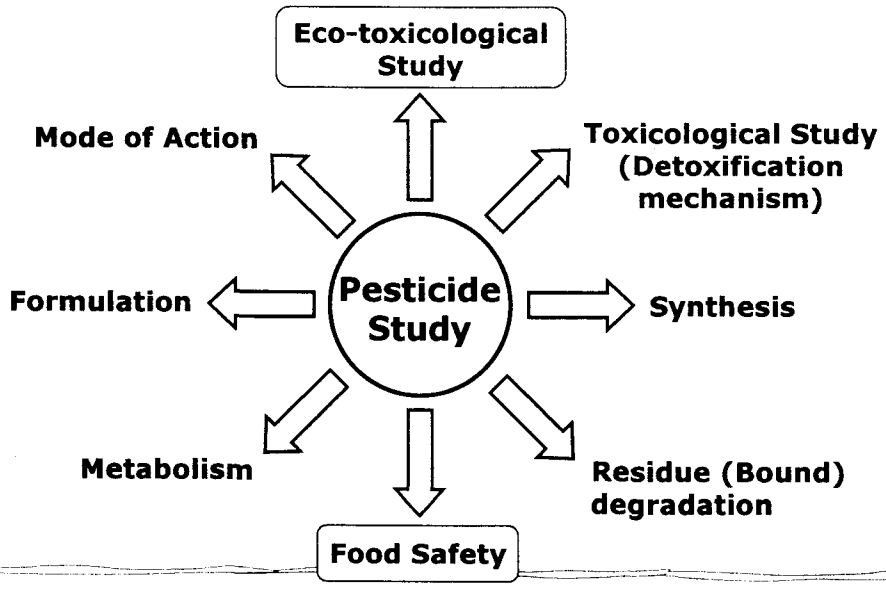 Eco-toxicological
Study
Mode of Action
Toxicological Study
(Detoxification
mechanism)
Formulation
Pesticide
Study
Synthesis
Metabolism
Residue (Bound)
degradation
Food Safety